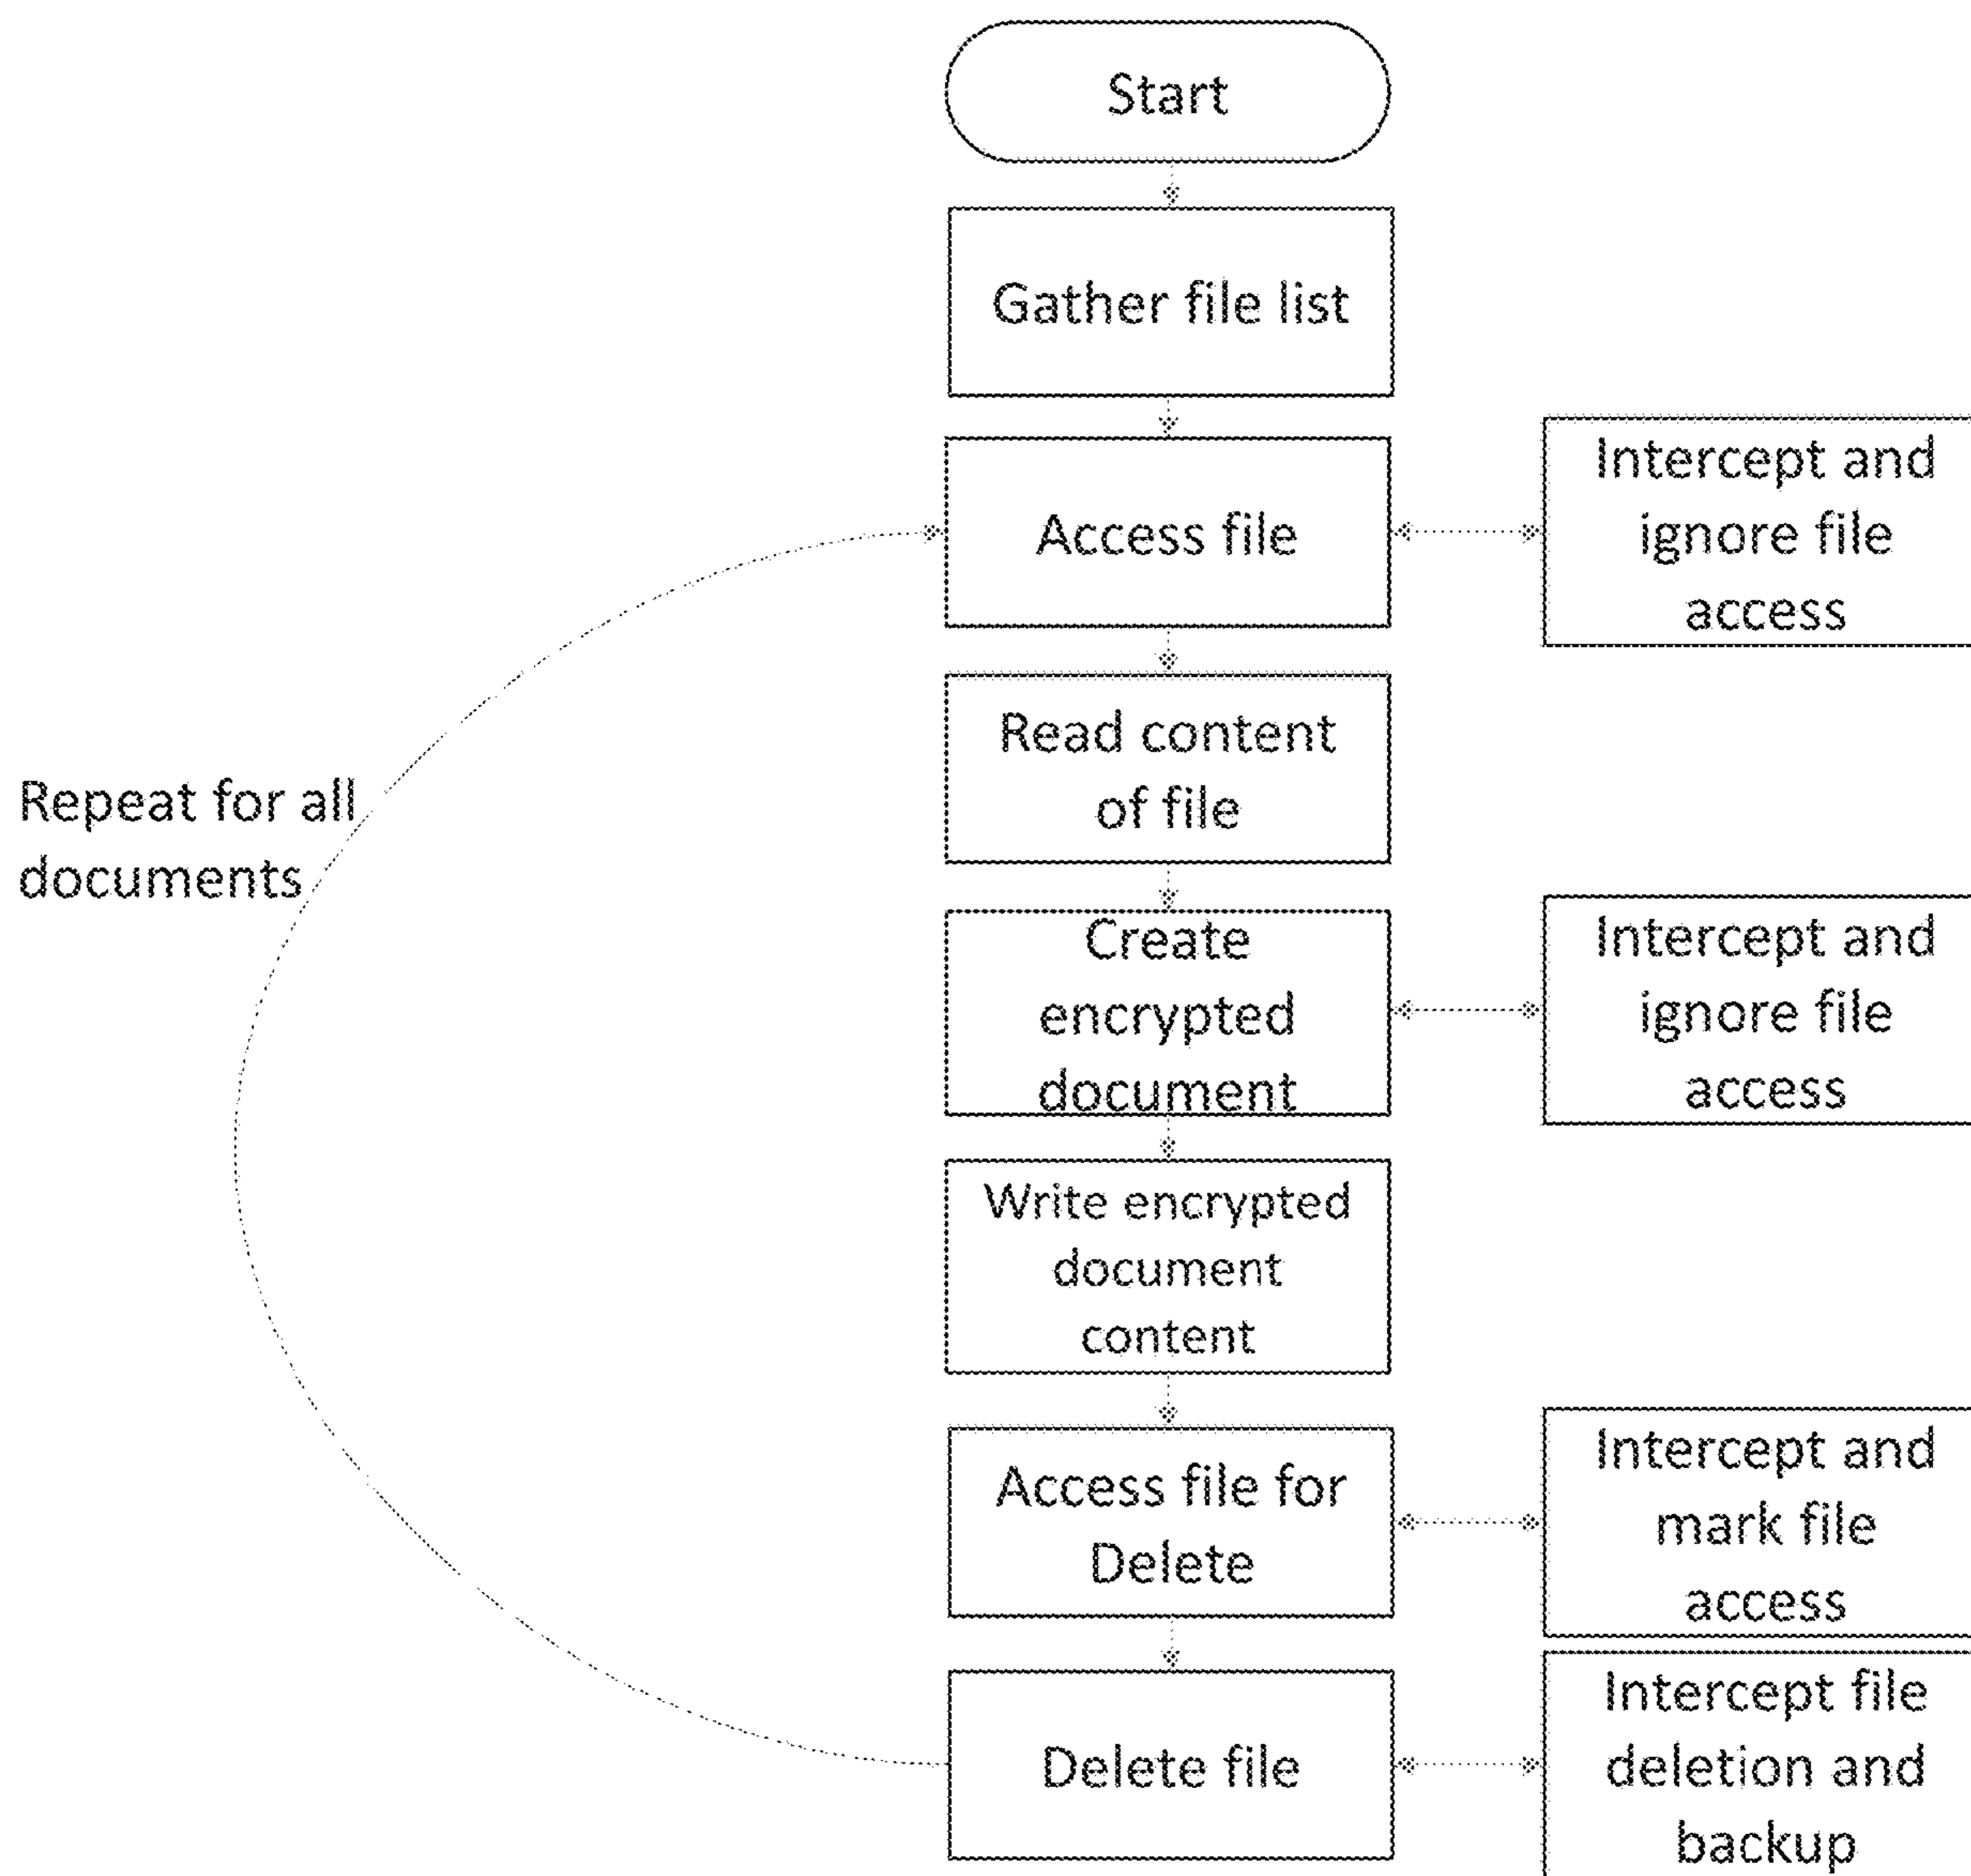 Start
Gather file list
Access file
Intercept and
ignore file
access
Read content
of file
Repeat for all
documents
Create
encrypted
document
Intercept and
ignore file
access
Write encrypted
document
content
Access file for
Delete
Intercept and
mark file
access
Delete file
Intercept file
deletion and
backup